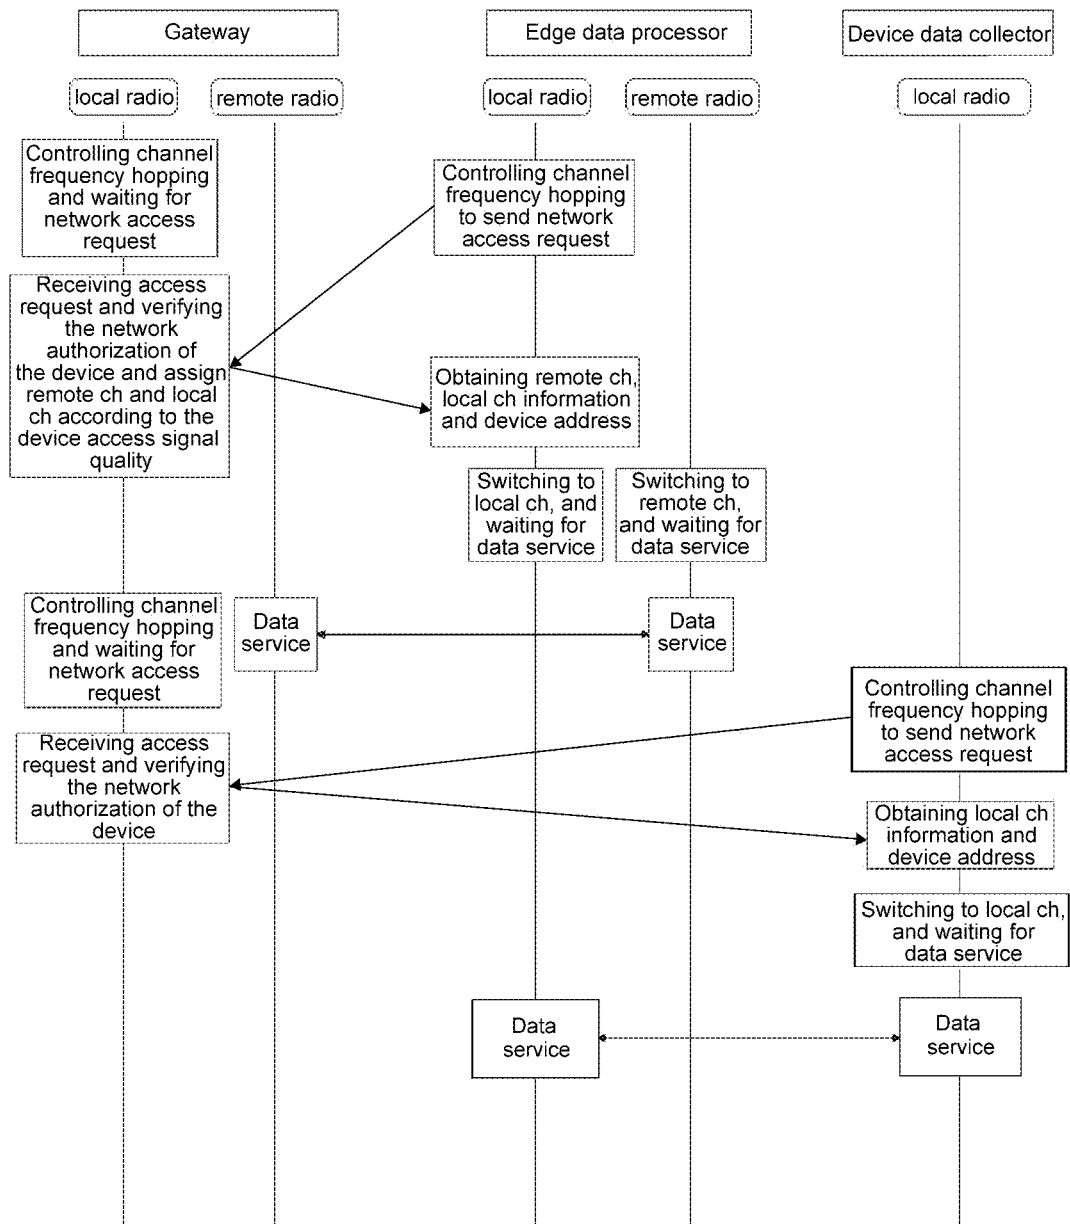 Gateway
Edge data processor
Device data collector
local radio
remote radio
local radio
remote radio
local radio
Controlling channel
frequency hopping
and waiting for
network access
request
Controlling channel
frequency hopping
to send network
access request
Receiving access
request and verifying
the network
authorization of
the device and assign
remote ch and local
ch according to the
device access signal
quality
Obtaining remote ch,
local ch information
and device address
Switching to
local ch, and
waiting for
data service
Switching to
remote ch,
and waiting for
data service
Controlling channel
frequency hopping
and waiting for
network access
request
Data
service
Data
service
Controlling channel
frequency hopping
to send network
access request
Receiving access
request and verifying
the network
authorization of the
device
Obtaining local ch
information and
device address
Switching to local ch,
and waiting for
data service
Data
service
Data
service